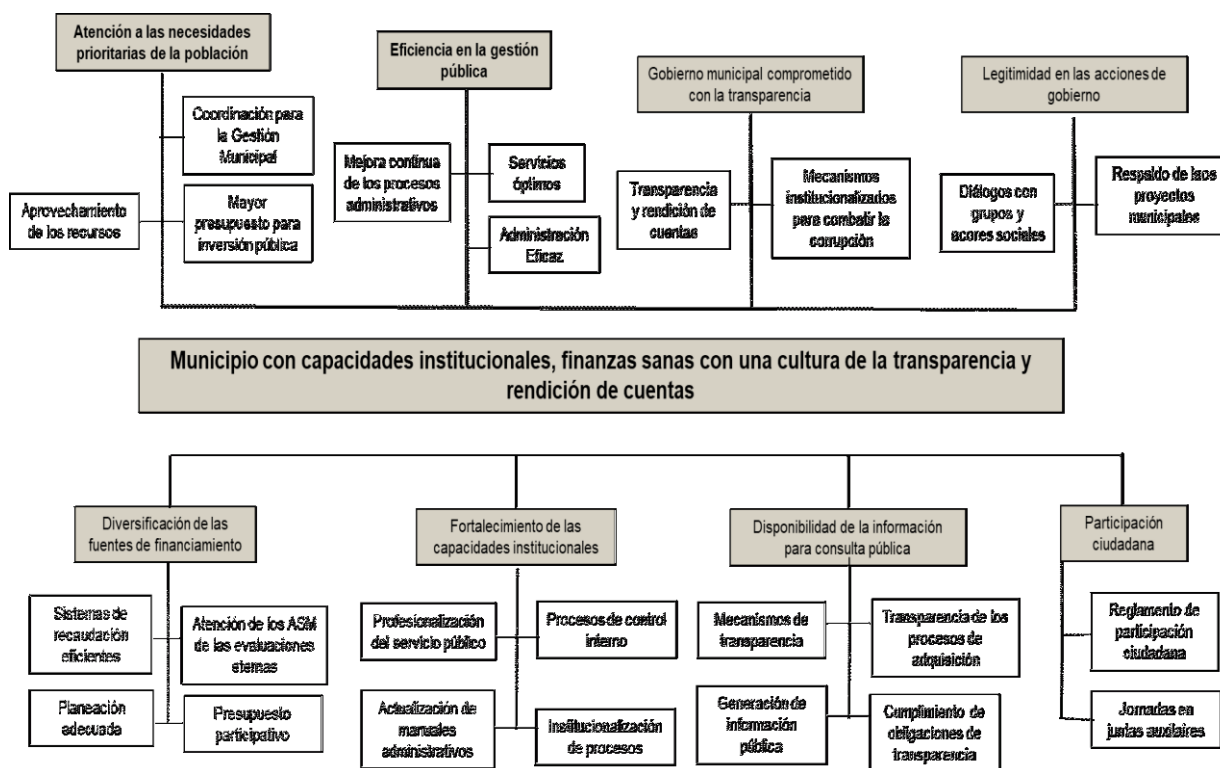 Atención a las necesidades
prioritarias de la población
Eficiencia en la gestión
pública
Gobierno municipal comprometido
con la transparencia
Legitimidad en las acciones de
gobierno
Coordinación para
la Gestión
Municipal
Aprovechamiento
de los recursos
Mayor
presupuesto para
inversión pública
Mejora continua
de los procesos
administrativos
Servicios
óptimos
Administración
Eficaz
Transparencia
y rendición de
cuentas
Mecanismos
institucionalizados
para combatir la
corrupción
Diálogos con
grupos y
acores sociales
Respaldo de laos
proyectos
municipales
Municipio con capacidades institucionales, finanzas sanas con una cultura de la transparencia y
rendición de cuentas
Diversificación de las
fuentes de financiamiento
Fortalecimiento de las
capacidades institucionales
Disponibilidad de la información
para consulta pública
Participación
ciudadana
Sistemas de
recaudación
eficientes
Atención de los ASM
de las evaluaciones
eternas
Planeación
adecuada
Presupuesto
participativo
Profesionalización
del servicio público
Procesos de control
interno
Actualización de
manuales
administrativos
Institucionalización
de procesos
Mecanismos de
transparencia
Transparencia de los
procesos de
adquisición
Generación de
información
pública
Cumplimiento de
obligaciones de
transparencia
Reglamento de
participación
ciudadana
Jornadas en
juntas auxilaires